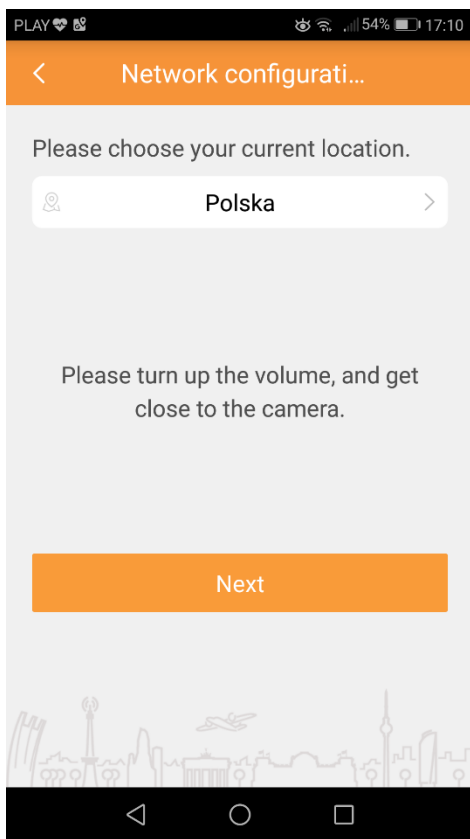 PLAY 54% 17:10
Network configurati...
Please choose your current location.
Polska
Please turn up the volume, and get
close to the camera.
Next